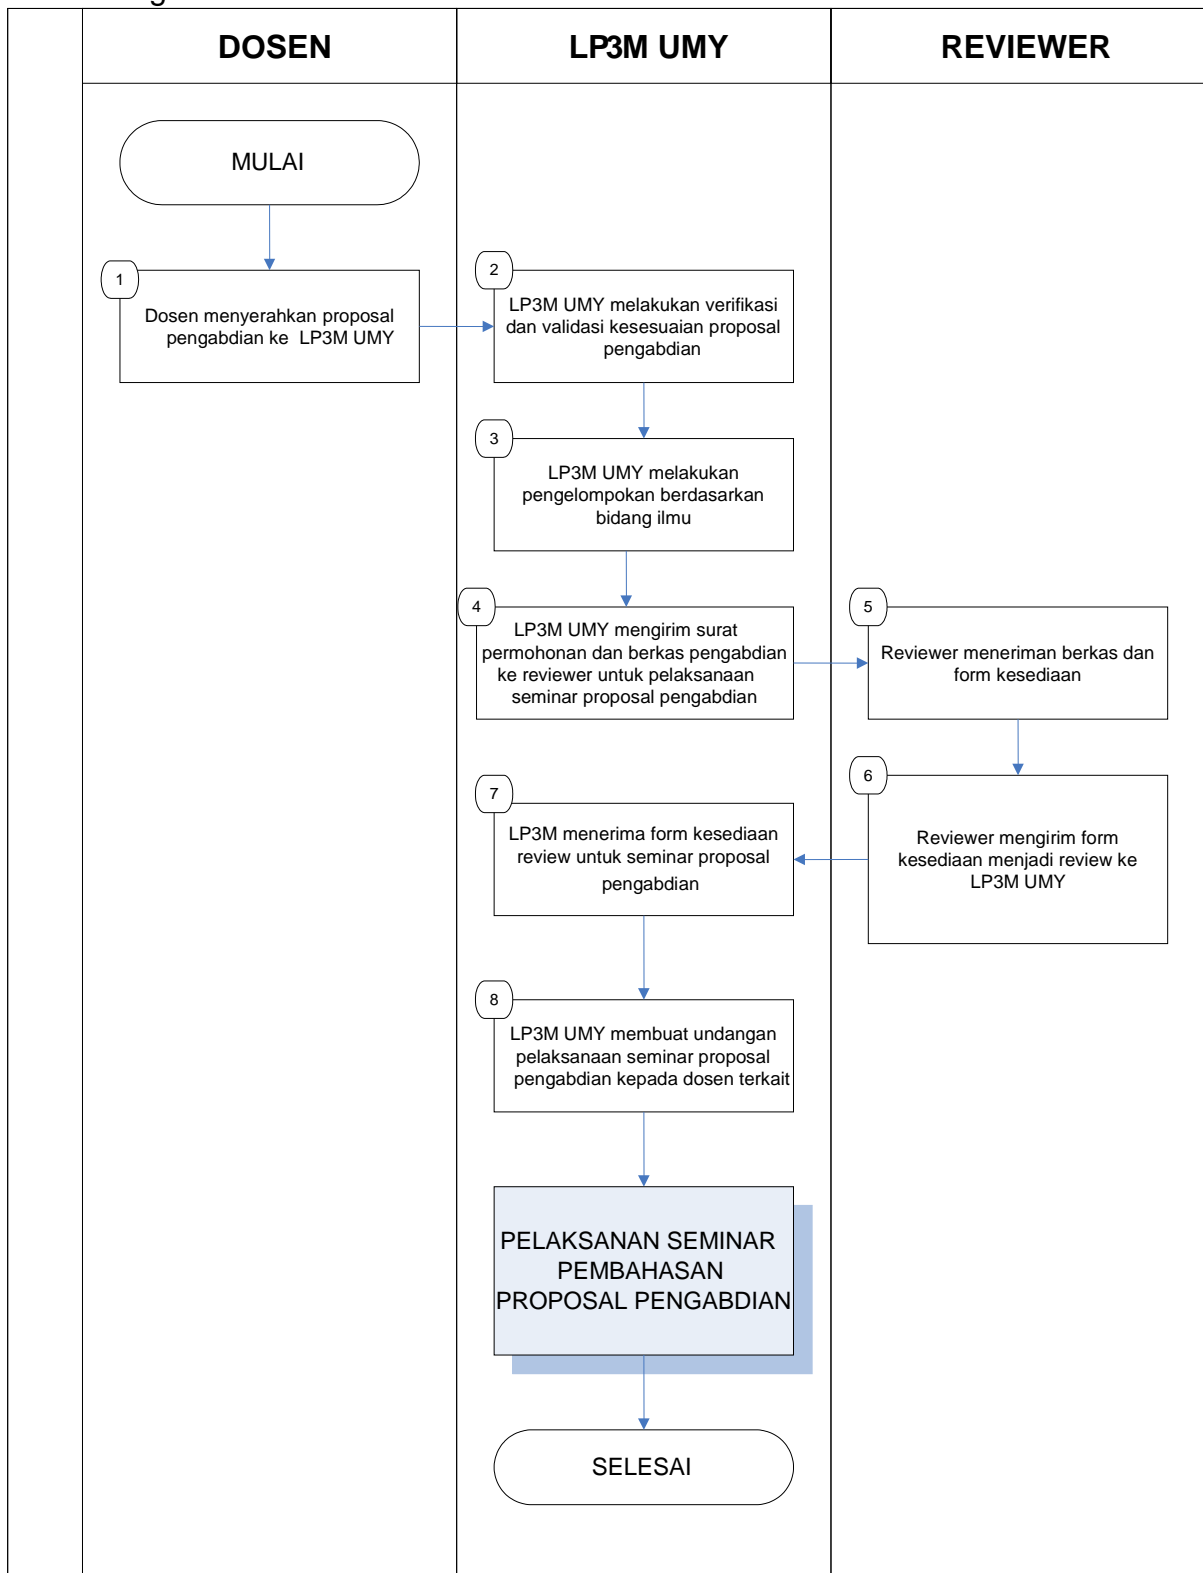 DOSEN
LP3M UMY
REVIEWER
MULAI
1
Dosen menyerahkan proposal
pengabdian ke LP3M UMY
2
LP3M UMY melakukan verifikasi
dan validasi kesesuaian proposal
pengabdian
3
LP3M UMY melakukan
pengelompokan berdasarkan
bidang ilmu
4
LP3M UMY mengirim surat
permohonan dan berkas pengabdian
ke reviewer untuk pelaksanaan
seminar proposal pengabdian
5
Reviewer meneriman berkas dan
form kesediaan
6
Reviewer mengirim form
kesediaan menjadi review ke
LP3M UMY
7
LP3M menerima form kesediaan
review untuk seminar proposal
pengabdian
8
LP3M UMY membuat undangan
pelaksanaan seminar proposal
pengabdian kepada dosen terkait
PELAKSANAN SEMINAR
PEMBAHASAN
PROPOSAL PENGABDIAN
SELESAI